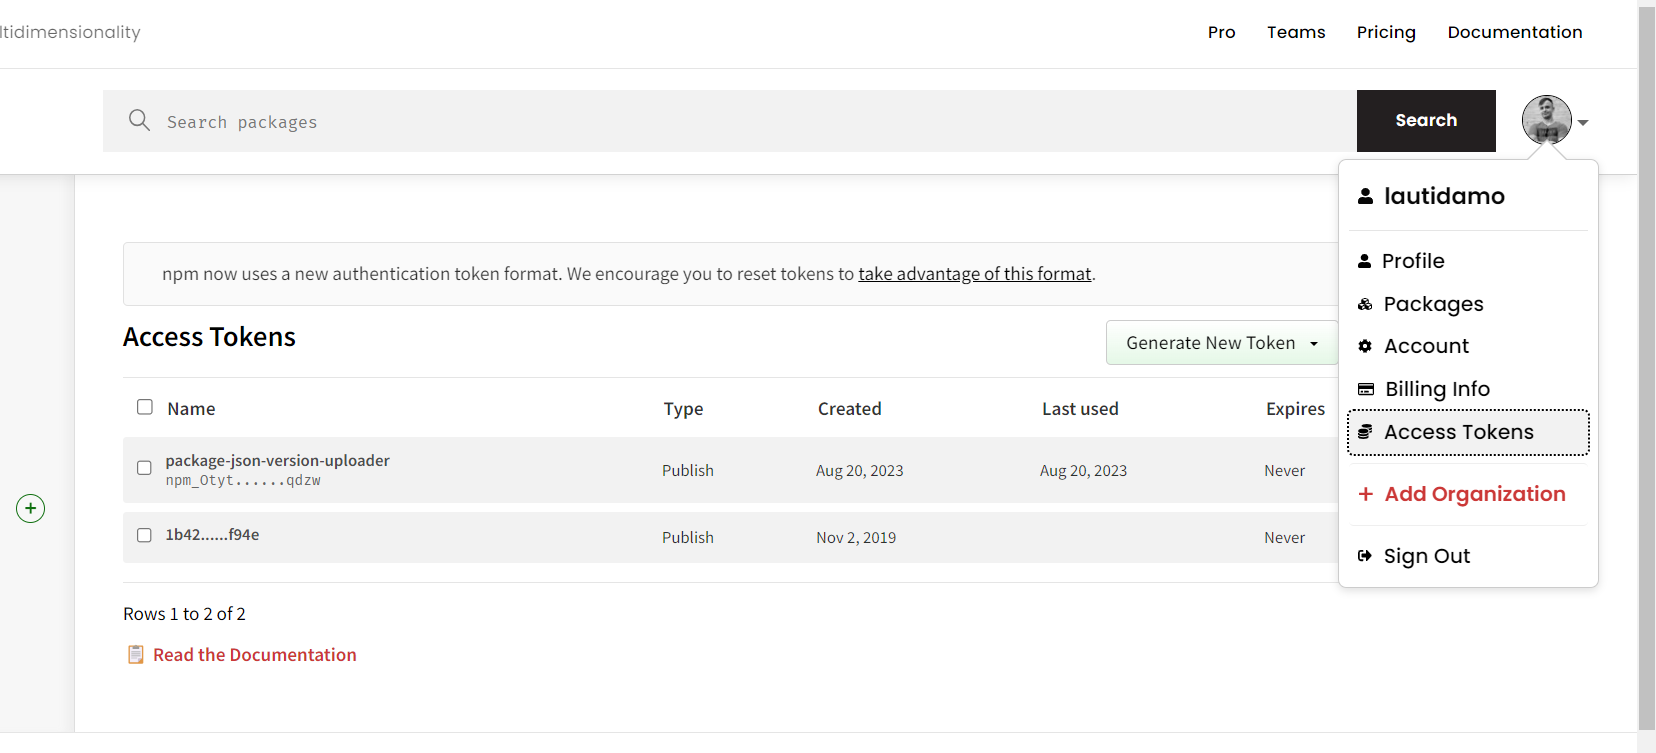 ltidimensionality
Pro Teams Pricing Documentation
Search packages
Search
lautidamo
Profile
Packages
Account
Billing Info
Access Tokens
+ Add Organization
Sign Out
npm now uses a new authentication token format. We encourage you to reset tokens to take advantage of this format.
Access Tokens
Generate New Token
Name Type Created Last used Expires
package-json-version-uploader Publish Aug 20, 2023 Aug 20, 2023 Never
npm_Otyt......qdzw
1b42......f94e Publish Nov 2, 2019 Never
Rows 1 to 2 of 2
Read the Documentation